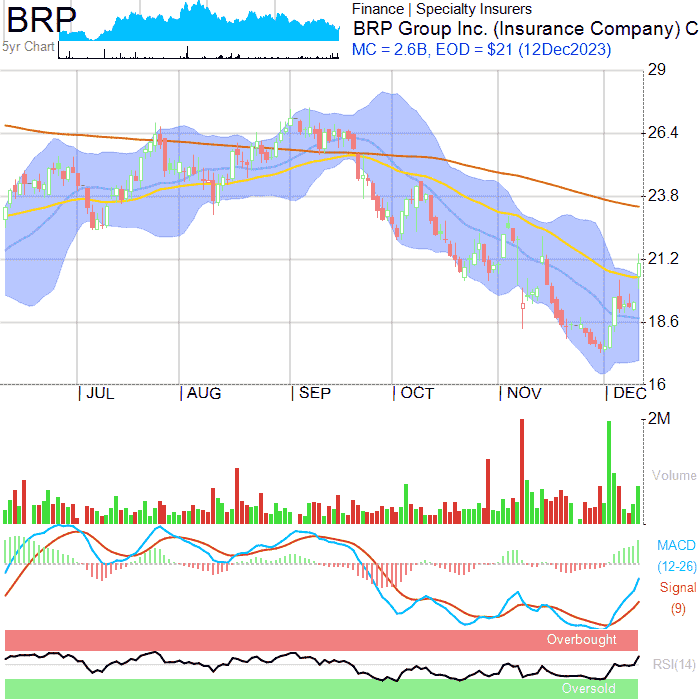 BRP
5yr Chart
Finance | Specialty Insurers
BRP Group Inc. (Insurance Company) C
MC = 2.6B, EOD = $21 (12Dec2023)
29
26.4
23.8
21.2
18.6
16
| JUL | AUG | SEP | OCT | NOV | DEC
2M
Volume
MACD
(12-26)
Signal
(9)
Overbought
RSI(14)
Oversold